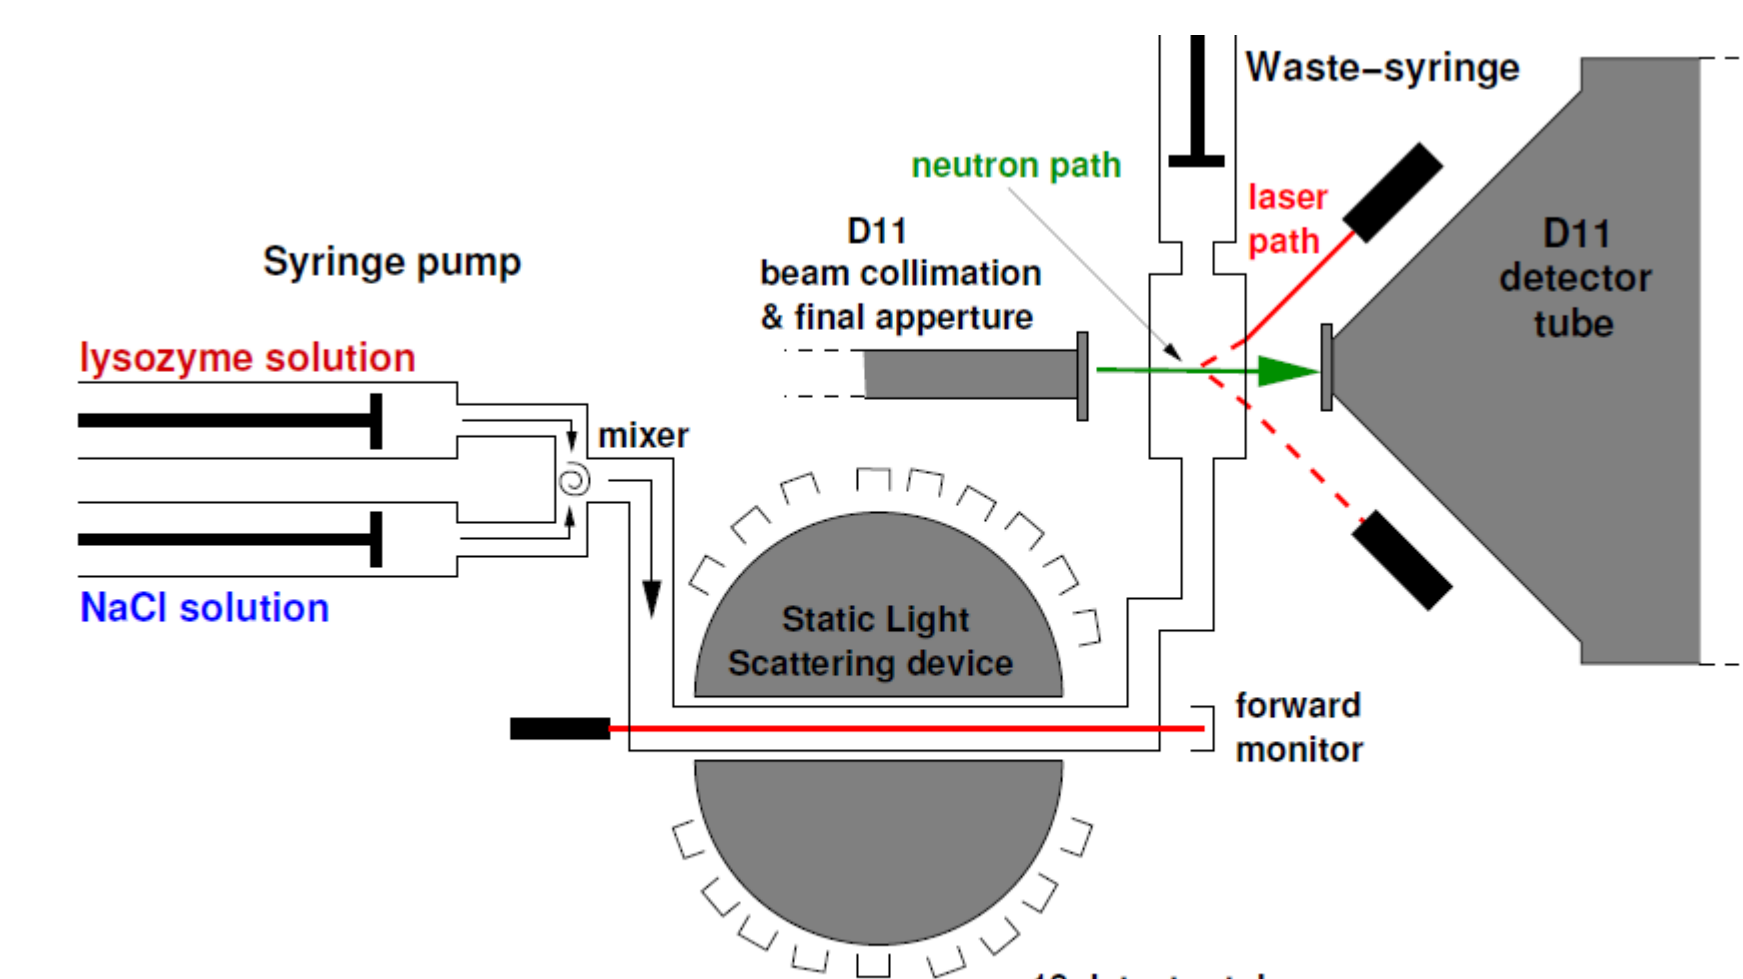 Waste–syringe
neutron path
laser
path
D11
beam collimation
& final apperture
D11
detector
tube
Syringe pump
lysozyme solution
mixer
NaCl solution
Static Light
Scattering device
forward
monitor